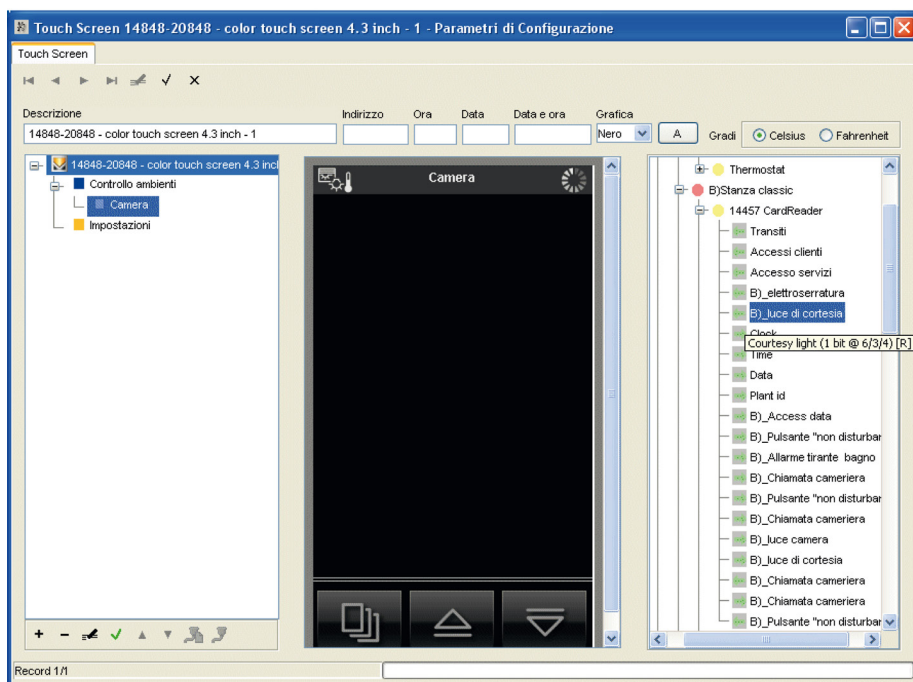 Touch Screen 14848-20848 - color touch screen 4.3 inch - 1 - Parametri di Configurazione
Touch Screen
Descrizione
Indirizzo
Ora
Data
Data e ora
Grafica
14848-20848 - color touch screen 4.3 inch - 1
Nero
A
Gradi
Celsius
Fahrenheit
14848-20848 - color touch screen 4.3 incl
Controllo ambienti
Camera
Impostazioni
Camera
Thermostat
B)Stanza classic
14457 CardReader
Transiti
Accessi clienti
Accesso servizi
B)_elettroserratura
B)_luce di cortesia
Clock
Courtesy light (1 bit @ 6/3/4) [R]
Time
Data
Plant id
B)_Access data
B)_Pulsante "non disturbar
B)_Allarme tirante bagno
B)_Chiamata cameriera
B)_Pulsante "non disturbar
B)_Chiamata cameriera
B)_luce camera
B)_luce di cortesia
B)_Chiamata cameriera
B)_Chiamata cameriera
B)_Pulsante "non disturbar
Record 1/1